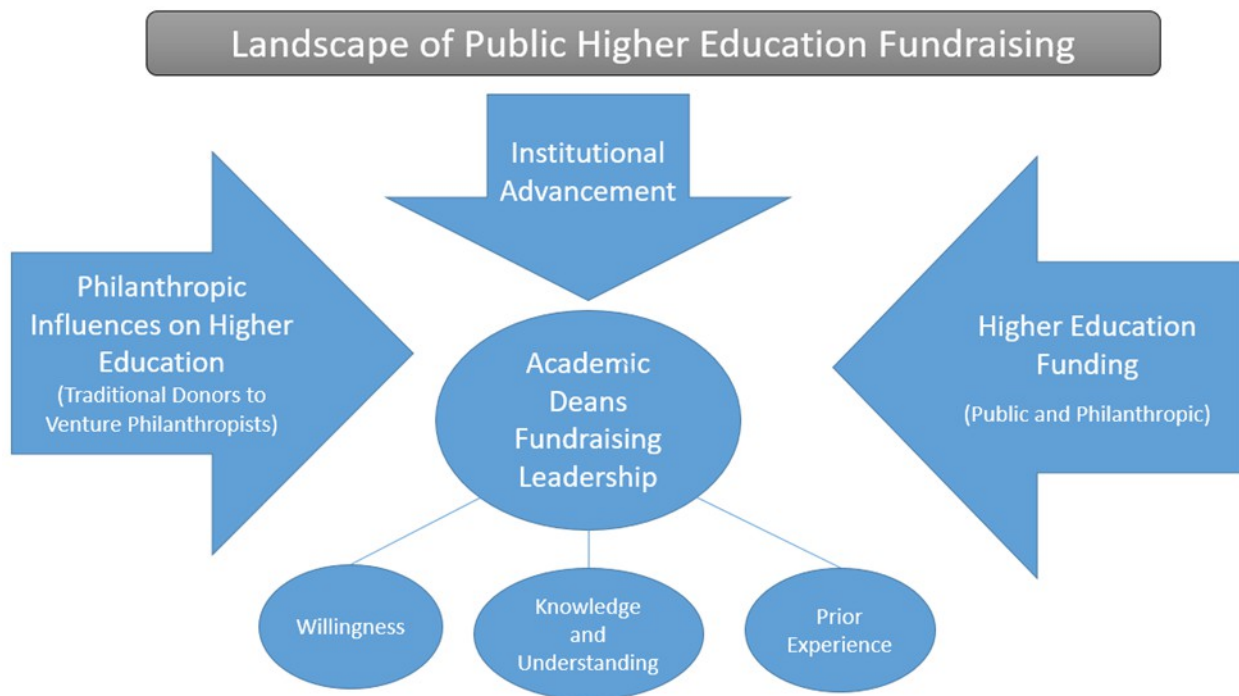 Landscape of Public Higher Education Fundraising
Institutional
Advancement
Philanthropic
Influences on Higher
Education
(Traditional Donors to
Venture Philanthropists)
Higher Education
Funding
(Public and Philanthropic)
Academic
Deans
Fundraising
Leadership
Willingness
Knowledge
and
Understanding
Prior
Experience